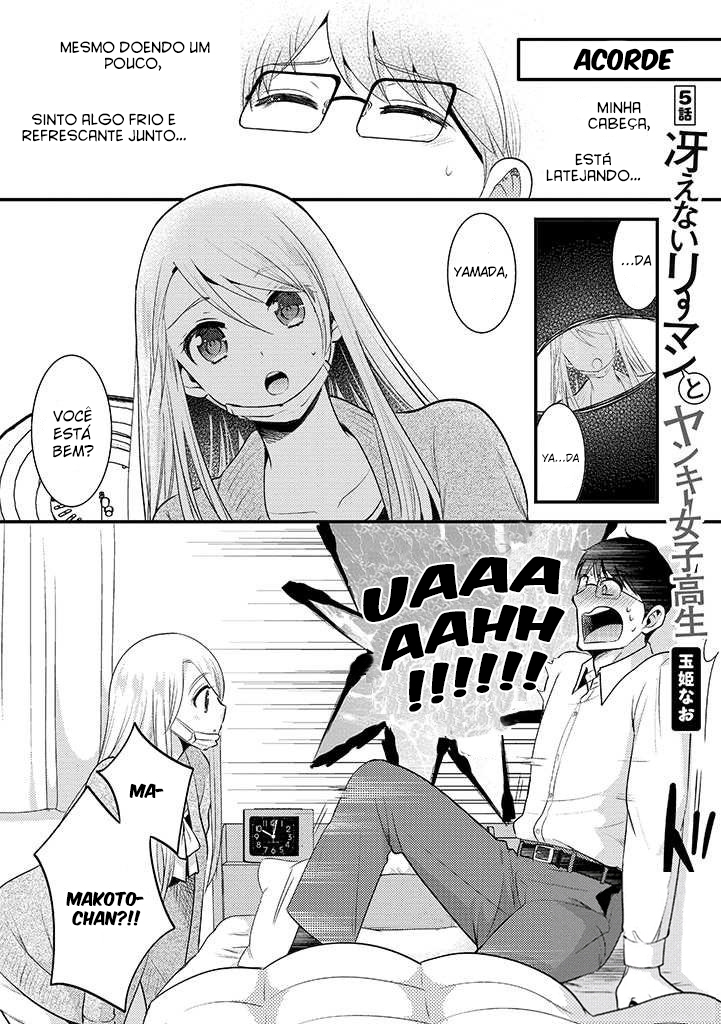 ACORDE
5話
冴えないリーマンと
ヤンキー女子高生
玉姫なお
MINHA
CABEÇA,
ESTÁ
LATEJANDO...
MESMO DOENDO UM
POUCO,
SINTO ALGO FRIO E
REFRESCANTE JUNTO...
...DA
YA...DA
YAMADA,
VOCÊ
ESTÁ
BEM?
UAAA
AAHH
!!!!!!
MA-
MAKOTO-
CHAN?!!